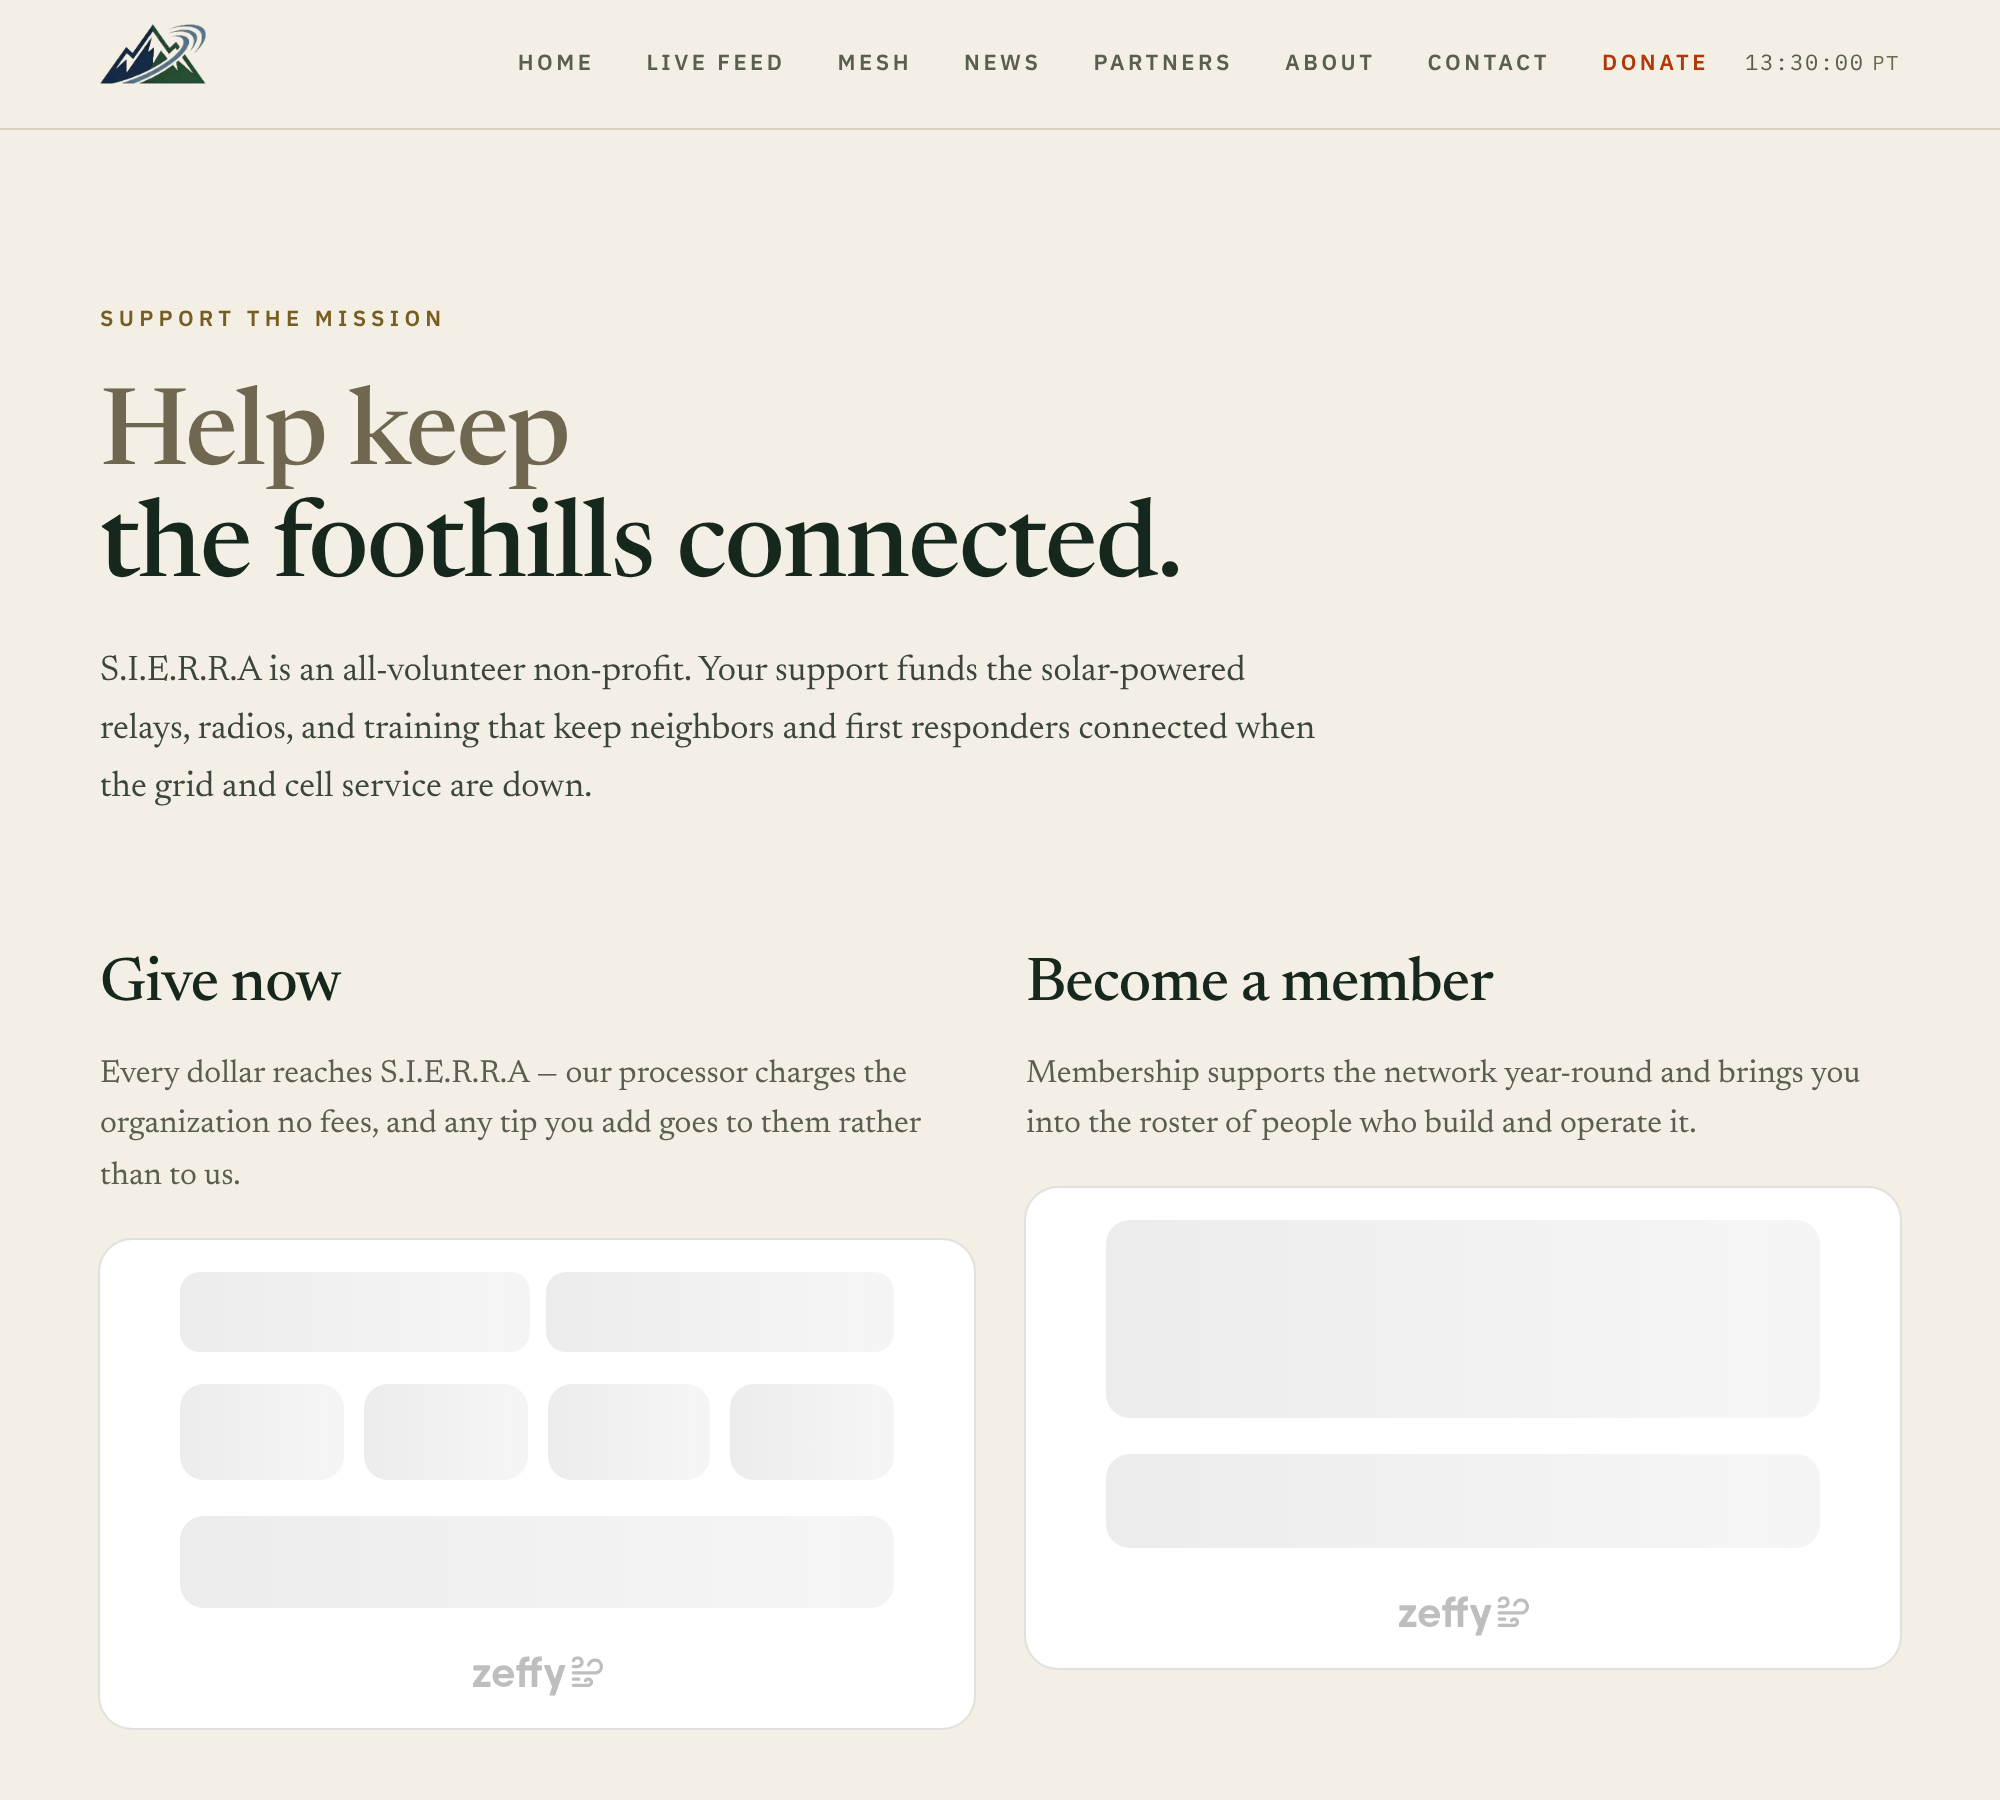 HOME LIVE FEED MESH NEWS PARTNERS ABOUT CONTACT DONATE 13:30:00 PT
SUPPORT THE MISSION
Help keep
the foothills connected.
S.I.E.R.R.A is an all-volunteer non-profit. Your support funds the solar-powered
relays, radios, and training that keep neighbors and first responders connected when
the grid and cell service are down.
Give now
Every dollar reaches S.I.E.R.R.A — our processor charges the
organization no fees, and any tip you add goes to them rather
than to us.
zeffy
Become a member
Membership supports the network year-round and brings you
into the roster of people who build and operate it.
zeffy